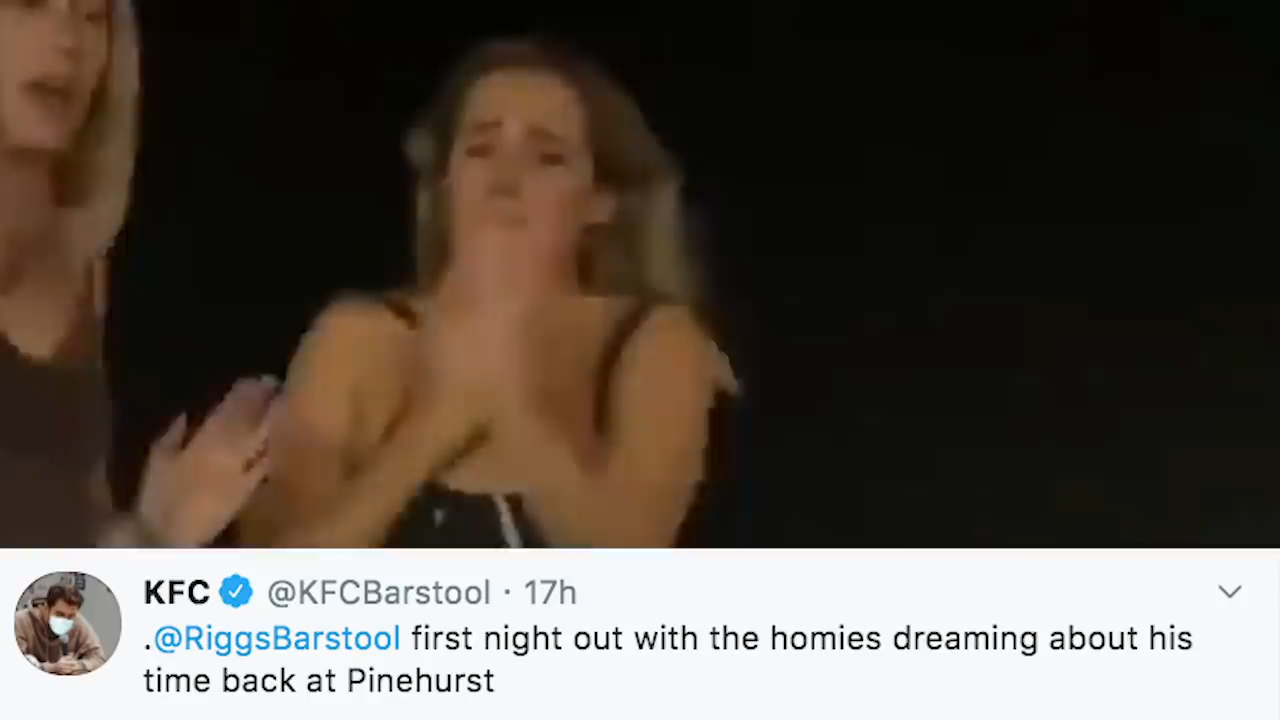 KFC @KFCBarstool · 17h
.@RiggsBarstool first night out with the homies dreaming about his
time back at Pinehurst